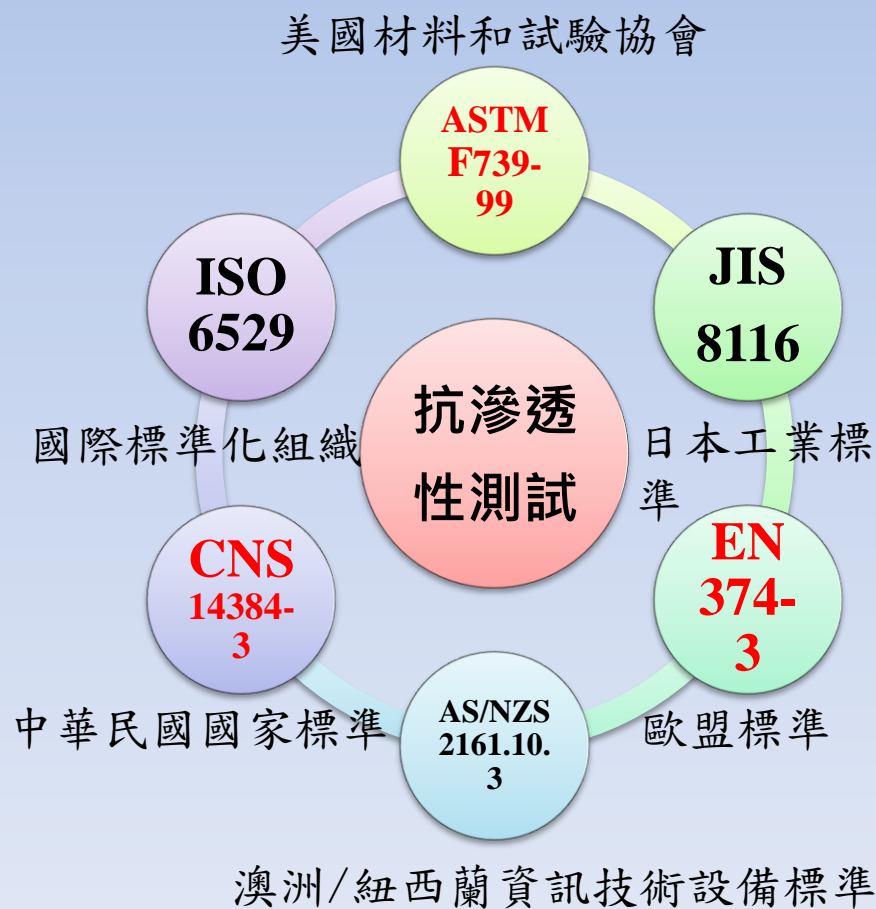 美國材料和試驗協會
ASTM
F739-
99
JIS
8116
日本工業標
準
EN
374-
3
歐盟標準
AS/NZS
2161.10.
3
澳洲/紐西蘭資訊技術設備標準
CNS
14384-
3
中華民國國家標準
ISO
6529
國際標準化組織
抗滲透
性測試